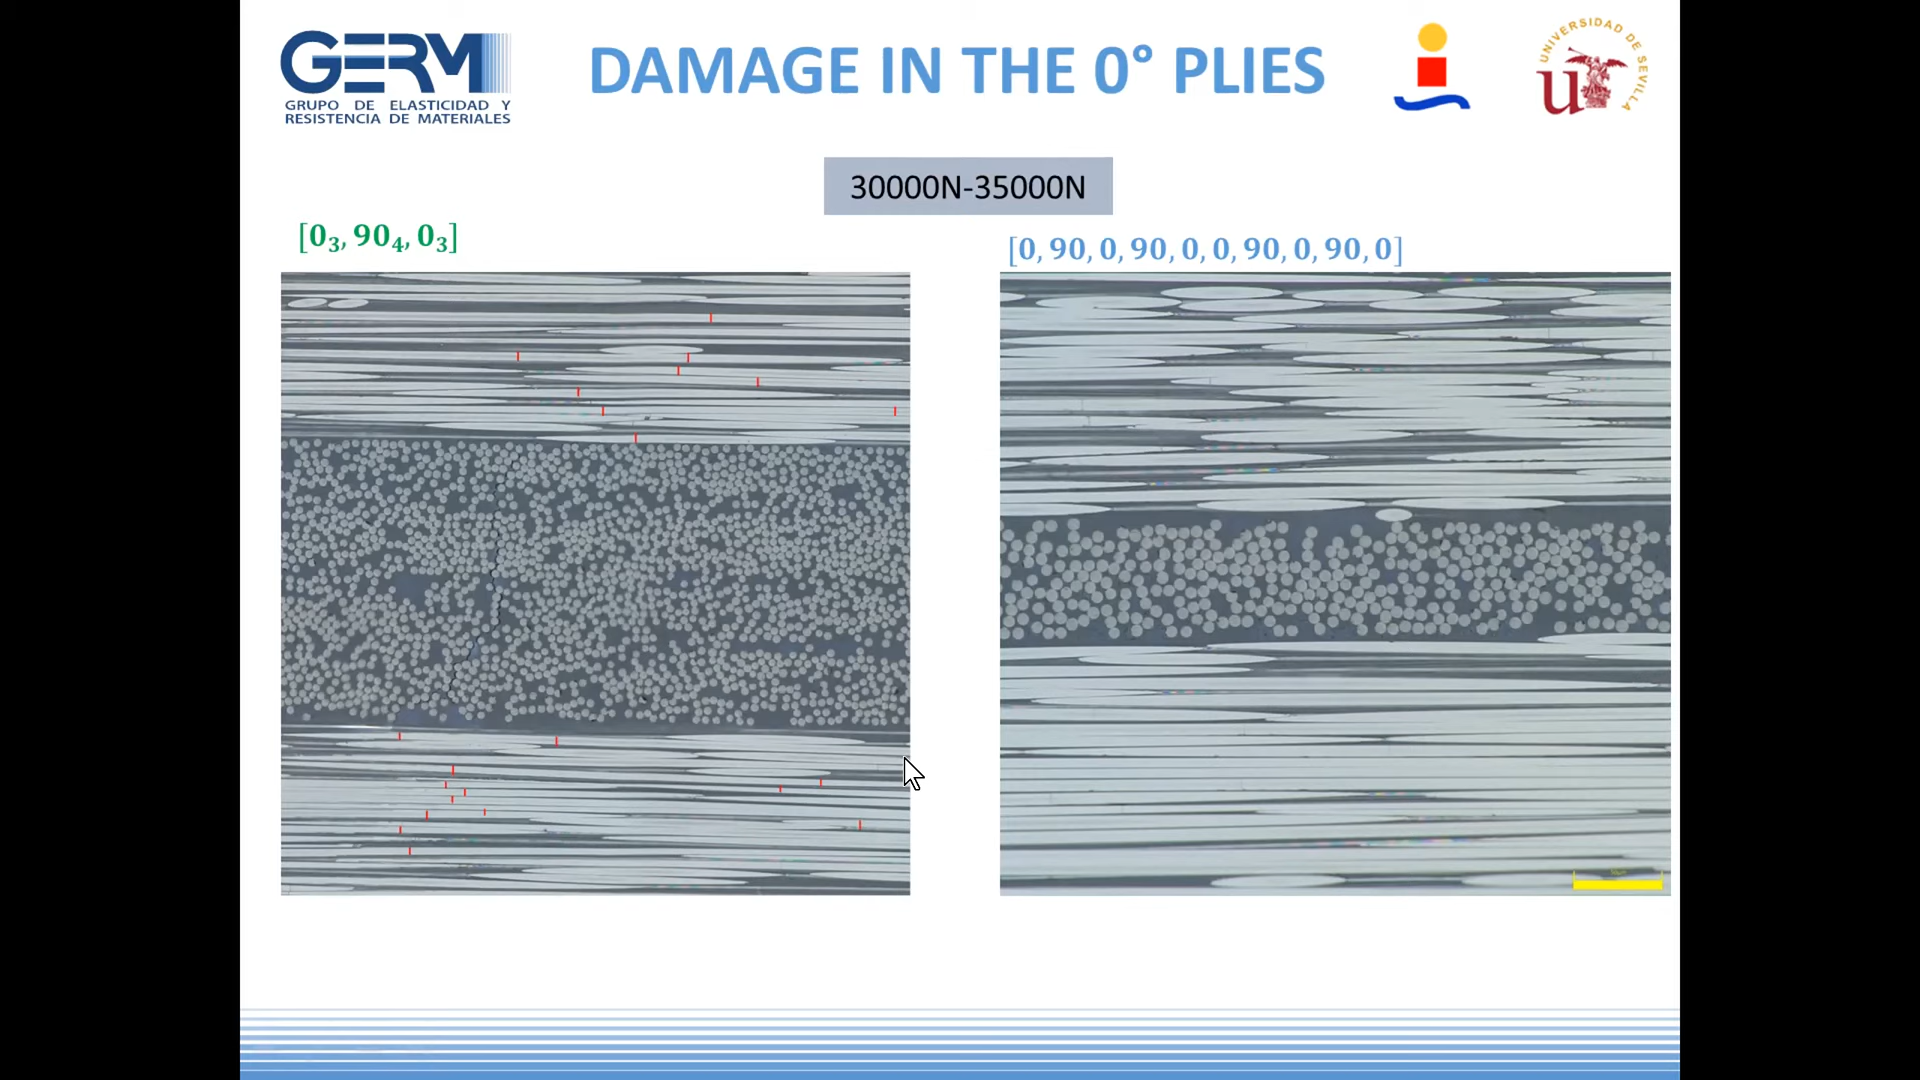 GERM
GRUPO DE ELASTICIDAD Y
RESISTENCIA DE MATERIALES
DAMAGE IN THE 0° PLIES
UNIVERSIDAD DE SEVILLA
30000N-35000N
[0₃, 90₄, 0₃]
[0, 90, 0, 90, 0, 0, 90, 0, 90, 0]